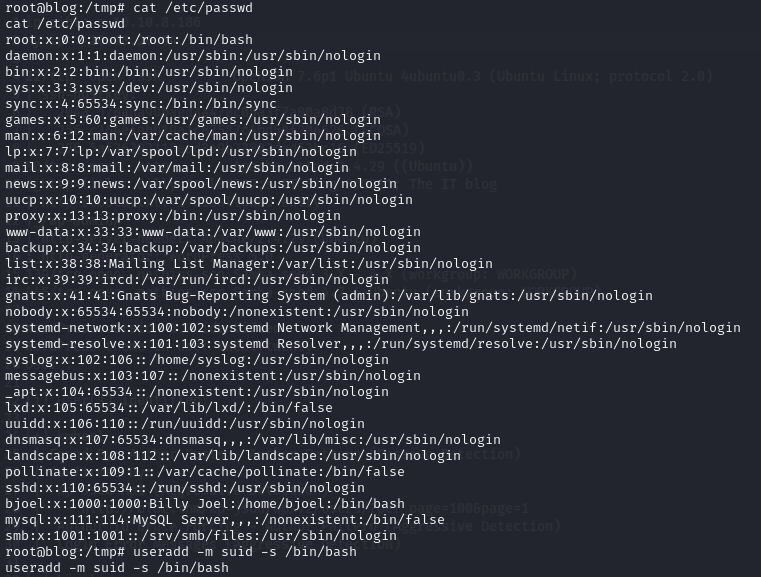 root@blog:/tmp# cat /etc/passwd
cat /etc/passwd
root:x:0:0:root:/root:/bin/bash
daemon:x:1:1:daemon:/usr/sbin:/usr/sbin/nologin
bin:x:2:2:bin:/bin:/usr/sbin/nologin
sys:x:3:3:sys:/dev:/usr/sbin/nologin
sync:x:4:65534:sync:/bin:/bin/sync
games:x:5:60:games:/usr/games:/usr/sbin/nologin
man:x:6:12:man:/var/cache/man:/usr/sbin/nologin
lp:x:7:7:lp:/var/spool/lpd:/usr/sbin/nologin
mail:x:8:8:mail:/var/mail:/usr/sbin/nologin
news:x:9:9:news:/var/spool/news:/usr/sbin/nologin
uucp:x:10:10:uucp:/var/spool/uucp:/usr/sbin/nologin
proxy:x:13:13:proxy:/bin:/usr/sbin/nologin
www-data:x:33:33:www-data:/var/www:/usr/sbin/nologin
backup:x:34:34:backup:/var/backups:/usr/sbin/nologin
list:x:38:38:Mailing List Manager:/var/list:/usr/sbin/nologin
irc:x:39:39:ircd:/var/run/ircd:/usr/sbin/nologin
gnats:x:41:41:Gnats Bug-Reporting System (admin):/var/lib/gnats:/usr/sbin/nologin
nobody:x:65534:65534:nobody:/nonexistent:/usr/sbin/nologin
systemd-network:x:100:102:systemd Network Management,,,:/run/systemd/netif:/usr/sbin/nologin
systemd-resolve:x:101:103:systemd Resolver,,,:/run/systemd/resolve:/usr/sbin/nologin
syslog:x:102:106::/home/syslog:/usr/sbin/nologin
messagebus:x:103:107::/nonexistent:/usr/sbin/nologin
_apt:x:104:65534::/nonexistent:/usr/sbin/nologin
lxd:x:105:65534::/var/lib/lxd/:/bin/false
uuidd:x:106:110::/run/uuidd:/usr/sbin/nologin
dnsmasq:x:107:65534:dnsmasq,,,:/var/lib/misc:/usr/sbin/nologin
landscape:x:108:112::/var/lib/landscape:/usr/sbin/nologin
pollinate:x:109:1::/var/cache/pollinate:/bin/false
sshd:x:110:65534::/run/sshd:/usr/sbin/nologin
bjoel:x:1000:1000:Billy Joel:/home/bjoel:/bin/bash
mysql:x:111:114:MySQL Server,,,:/nonexistent:/bin/false
smb:x:1001:1001::/srv/smb/files:/usr/sbin/nologin
root@blog:/tmp# useradd -m suid -s /bin/bash
useradd -m suid -s /bin/bash